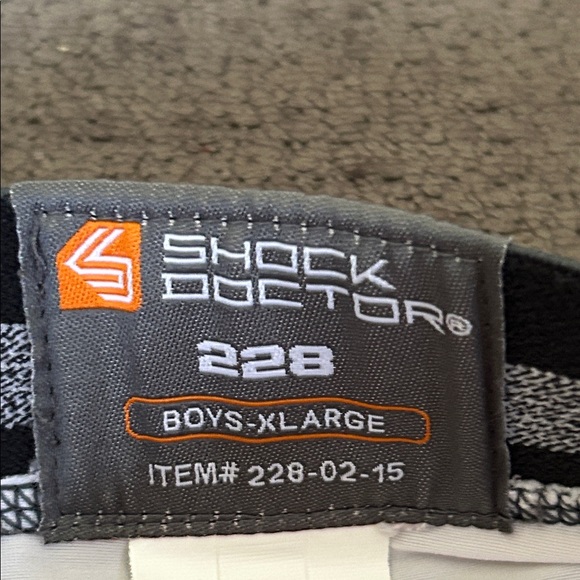 SHOCK
DOCTOR®
228
BOYS-XLARGE
ITEM# 228-02-15